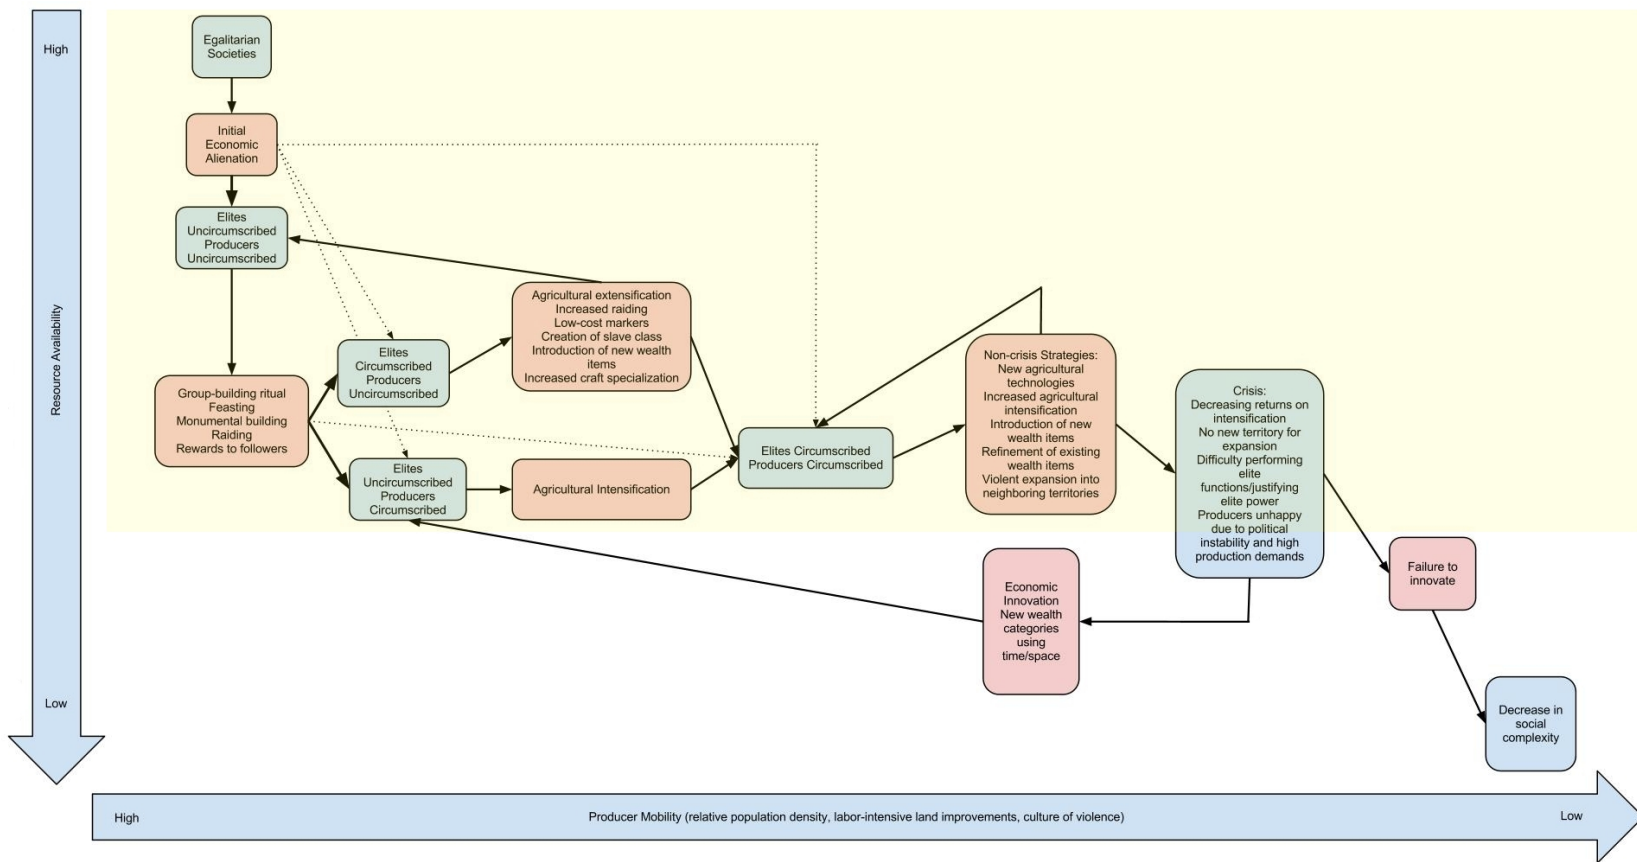 High
Resource Availability
Low
Egalitarian
Societies
Initial
Economic
Alienation
Elites
Uncircumscribed
Producers
Uncircumscribed
Group-building ritual
Feasting
Monumental building
Raiding
Rewards to followers
Elites
Circumscribed
Producers
Uncircumscribed
Elites
Uncircumscribed
Producers
Circumscribed
Agricultural extensification
Increased raiding
Low-cost markers
Creation of slave class
Introduction of new wealth
items
Increased craft specialization
Agricultural Intensification
Elites Circumscribed
Producers Circumscribed
Non-crisis Strategies:
New agricultural
technologies
Increased agricultural
intensification
Introduction of new
wealth items
Refinement of existing
wealth items
Violent expansion into
neighboring territories
Crisis:
Decreasing returns on
intensification
No new territory for
expansion
Difficulty performing
elite
functions/justifying
elite power
Producers unhappy
due to political
instability and high
production demands
Economic
Innovation
New wealth
categories
using
time/space
Failure to
innovate
Decrease in
social
complexity
High
Producer Mobility (relative population density, labor-intensive land improvements, culture of violence)
Low